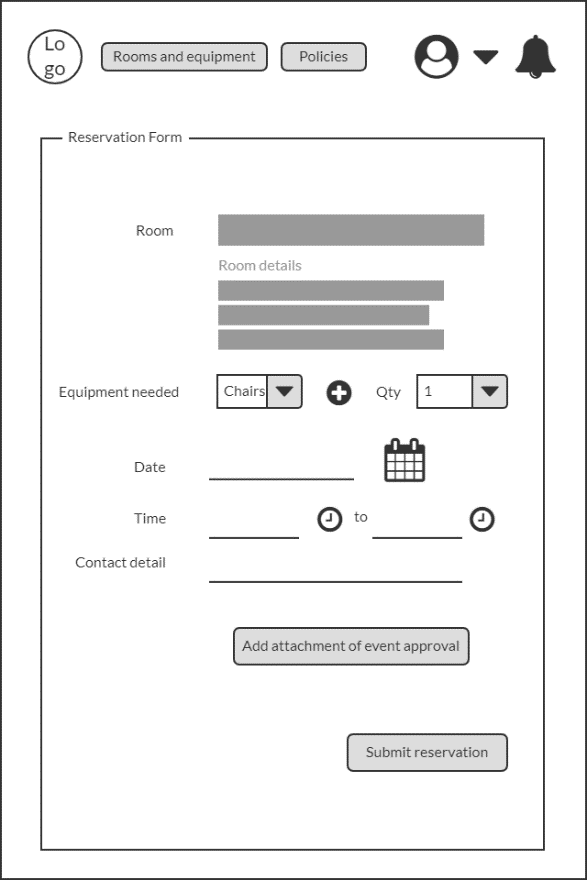 Lo
go
Rooms and equipment
Policies
Reservation Form
Room
Room details
Equipment needed
Chairs
Qty
1
Date
Time
to
Contact detail
Add attachment of event approval
Submit reservation